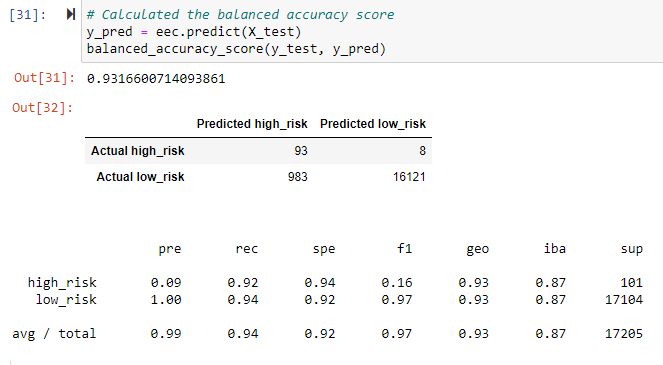 [31]: # Calculated the balanced accuracy score
y_pred = eec.predict(X_test)
balanced_accuracy_score(y_test, y_pred)
Out[31]: 0.9316600714093861
Out[32]:
Predicted high_risk Predicted low_risk
Actual high_risk 93 8
Actual low_risk 983 16121
pre rec spe f1 geo iba sup
high_risk 0.09 0.92 0.94 0.16 0.93 0.87 101
low_risk 1.00 0.94 0.92 0.97 0.93 0.87 17104
avg / total 0.99 0.94 0.92 0.97 0.93 0.87 17205